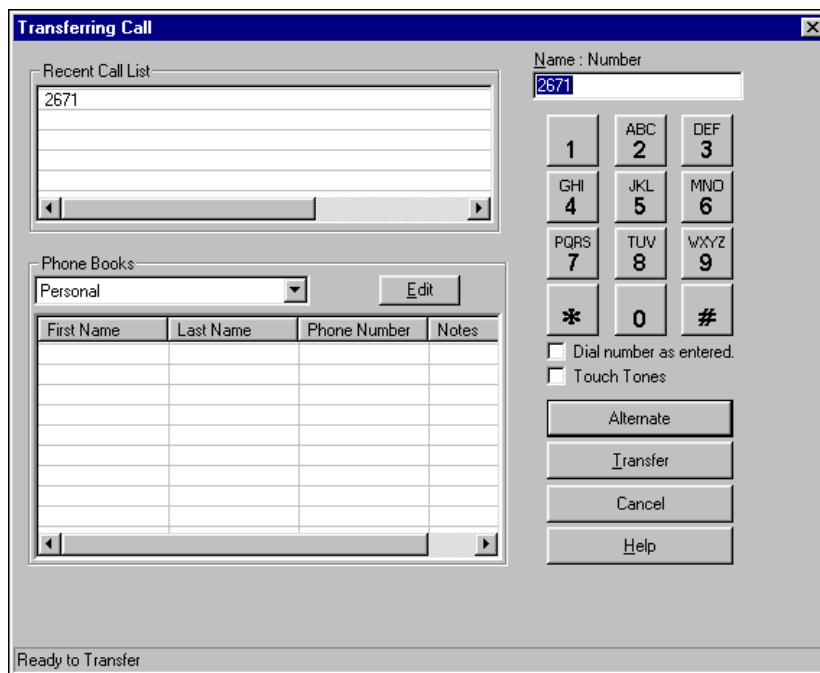 Transferring Call
Recent Call List
2671
Phone Books
Personal
Edit
First Name Last Name Phone Number Notes
Name : Number
2671
1
ABC
2
DEF
3
GHI
4
JKL
5
MNO
6
PQRS
7
TUV
8
WXYZ
9
*
0
#
Dial number as entered.
Touch Tones
Alternate
Transfer
Cancel
Help
Ready to Transfer